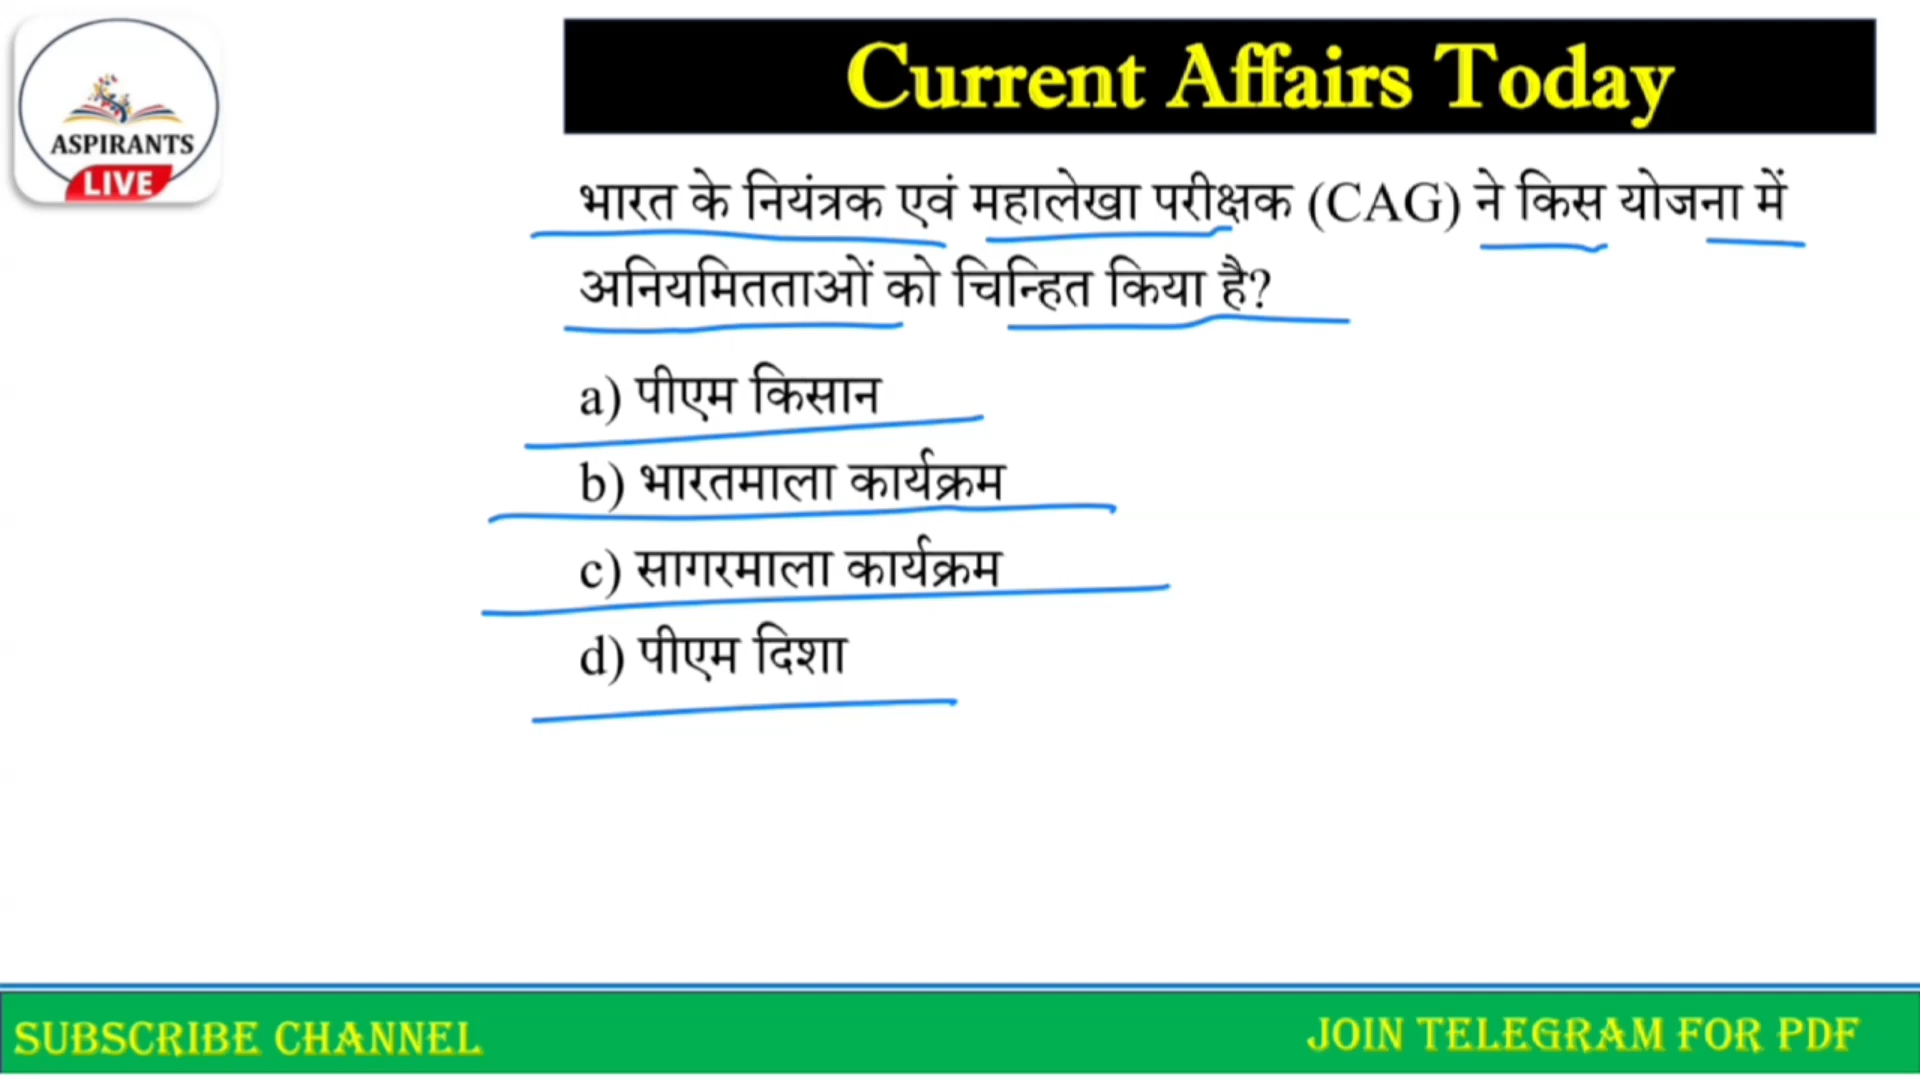 ASPIRANTS
LIVE
Current Affairs Today
भारत के नियंत्रक एवं महालेखा परीक्षक (CAG) ने किस योजना में
अनियमितताओं को चिन्हित किया है?
a) पीएम किसान
b) भारतमाला कार्यक्रम
c) सागरमाला कार्यक्रम
d) पीएम दिशा
SUBSCRIBE CHANNEL
JOIN TELEGRAM FOR PDF